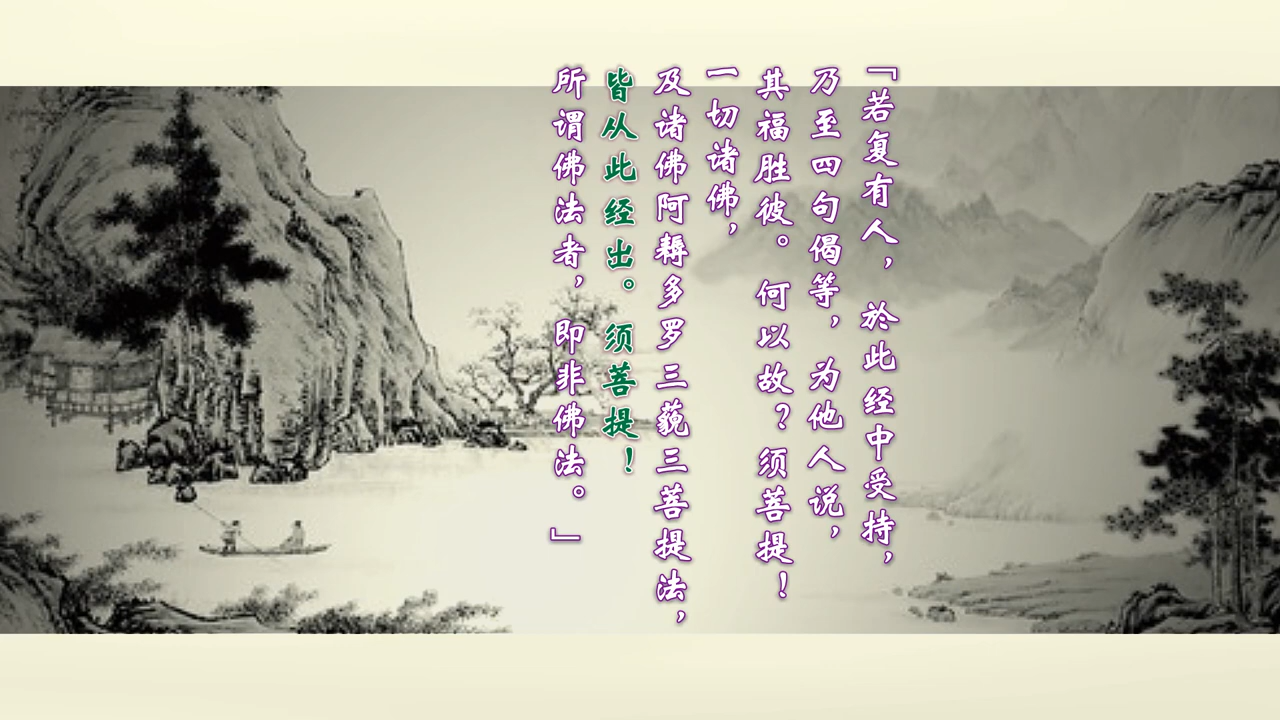 「若复有人，於此经中受持，
乃至四句偈等，为他人说，
其福胜彼。何以故？须菩提！
一切诸佛，
及诸佛阿耨多罗三藐三菩提法，
皆从此经出。须菩提！
所谓佛法者，即非佛法。」